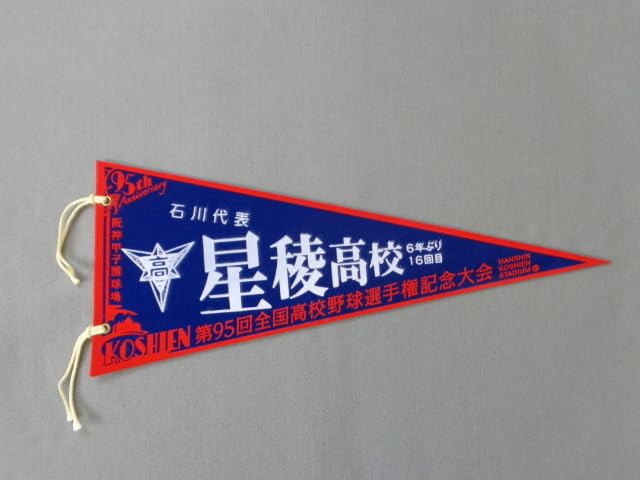 95th
Anniversary
阪神甲子園球場
石川代表
高
星稜高校
6年ぶり
16回目
KOSHIEN
第95回全国高校野球選手権記念大会
HANSHIN
KOSHIEN
STADIUM